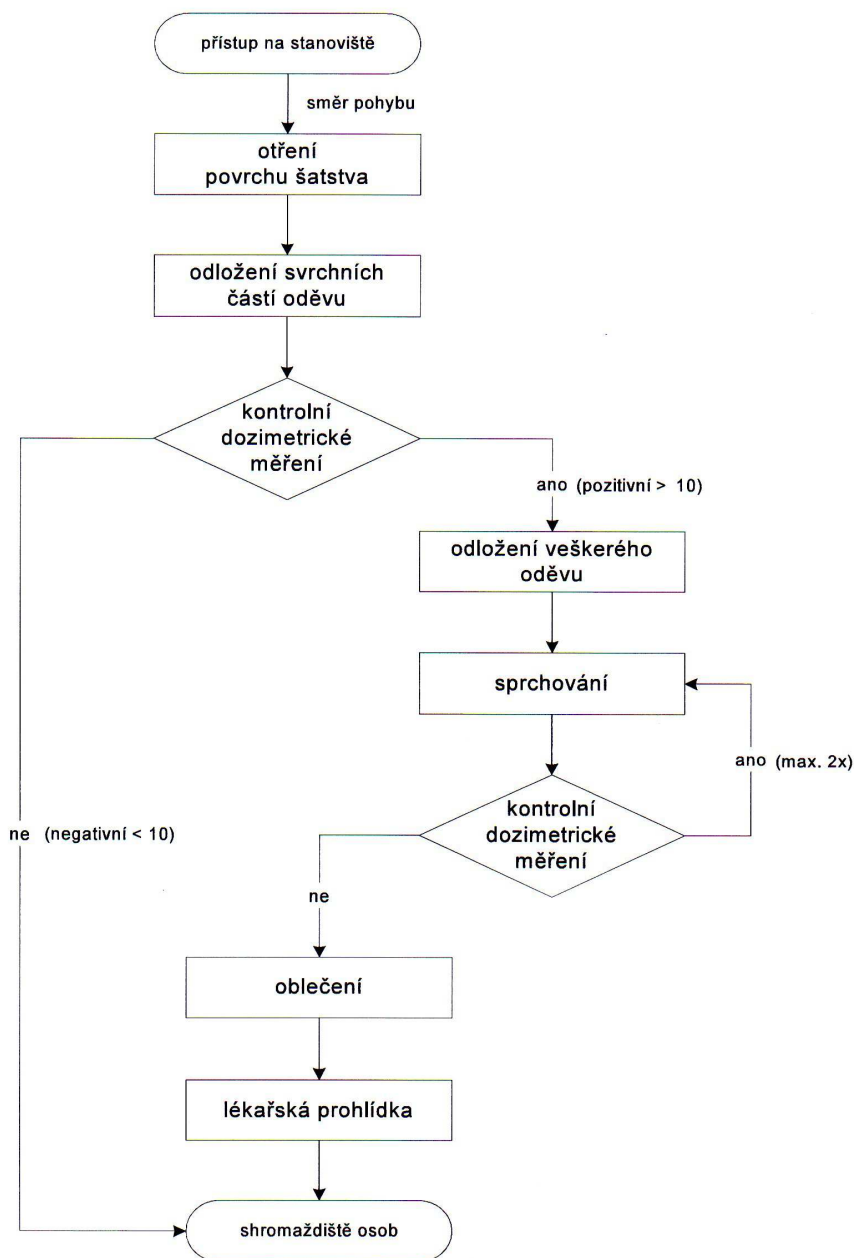 přístup na stanoviště
směr pohybu
otření
povrchu šatstva
odložení svrchních
částí oděvu
kontrolní
dozimetrické
měření
ano (pozitivní > 10)
odložení veškerého
oděvu
sprchování
ano (max. 2x)
kontrolní
dozimetrické
měření
ne (negativní < 10)
ne
oblečení
lékařská prohlídka
shromaždiště osob